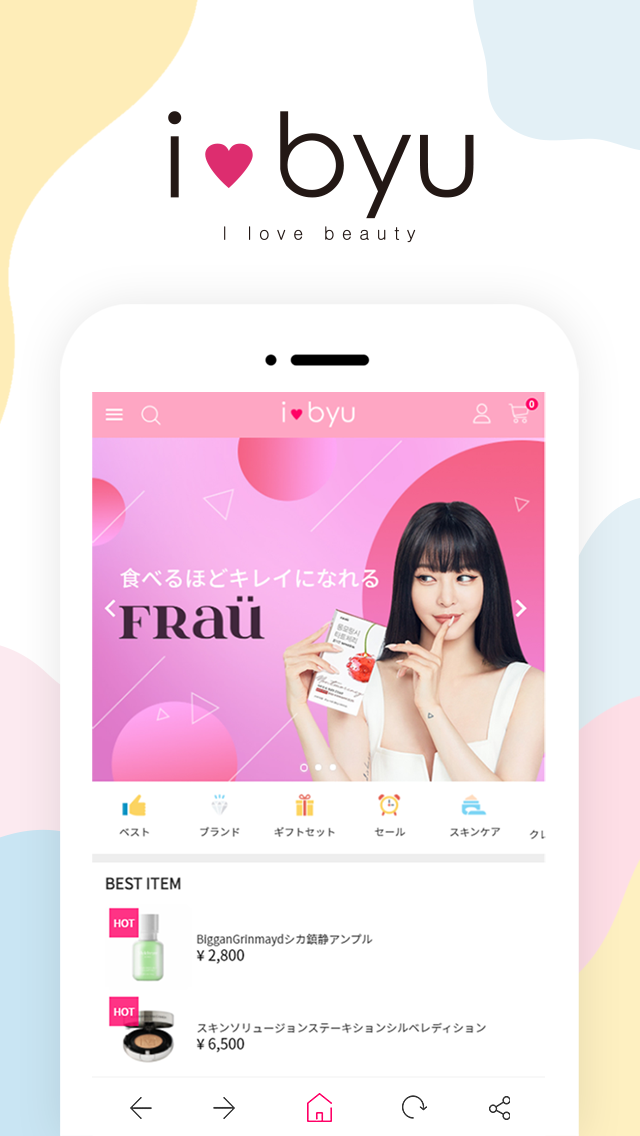 i♥byu
I love beauty
i♥byu
0
食べるほどキレイになれる
FRAÜ
ベスト
ブランド
ギフトセット
セール
スキンケア
クレ
BEST ITEM
HOT
BigganGrinmaydシカ鎮静アンプル
¥ 2,800
HOT
スキンソリュージョンステーキションシルベレディション
¥ 6,500